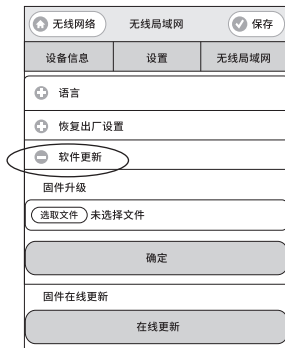 无线网络 无线局域网 保存
设备信息 设置 无线局域网
语言
恢复出厂设置
软件更新
固件升级
选取文件 未选择文件
确定
固件在线更新
在线更新